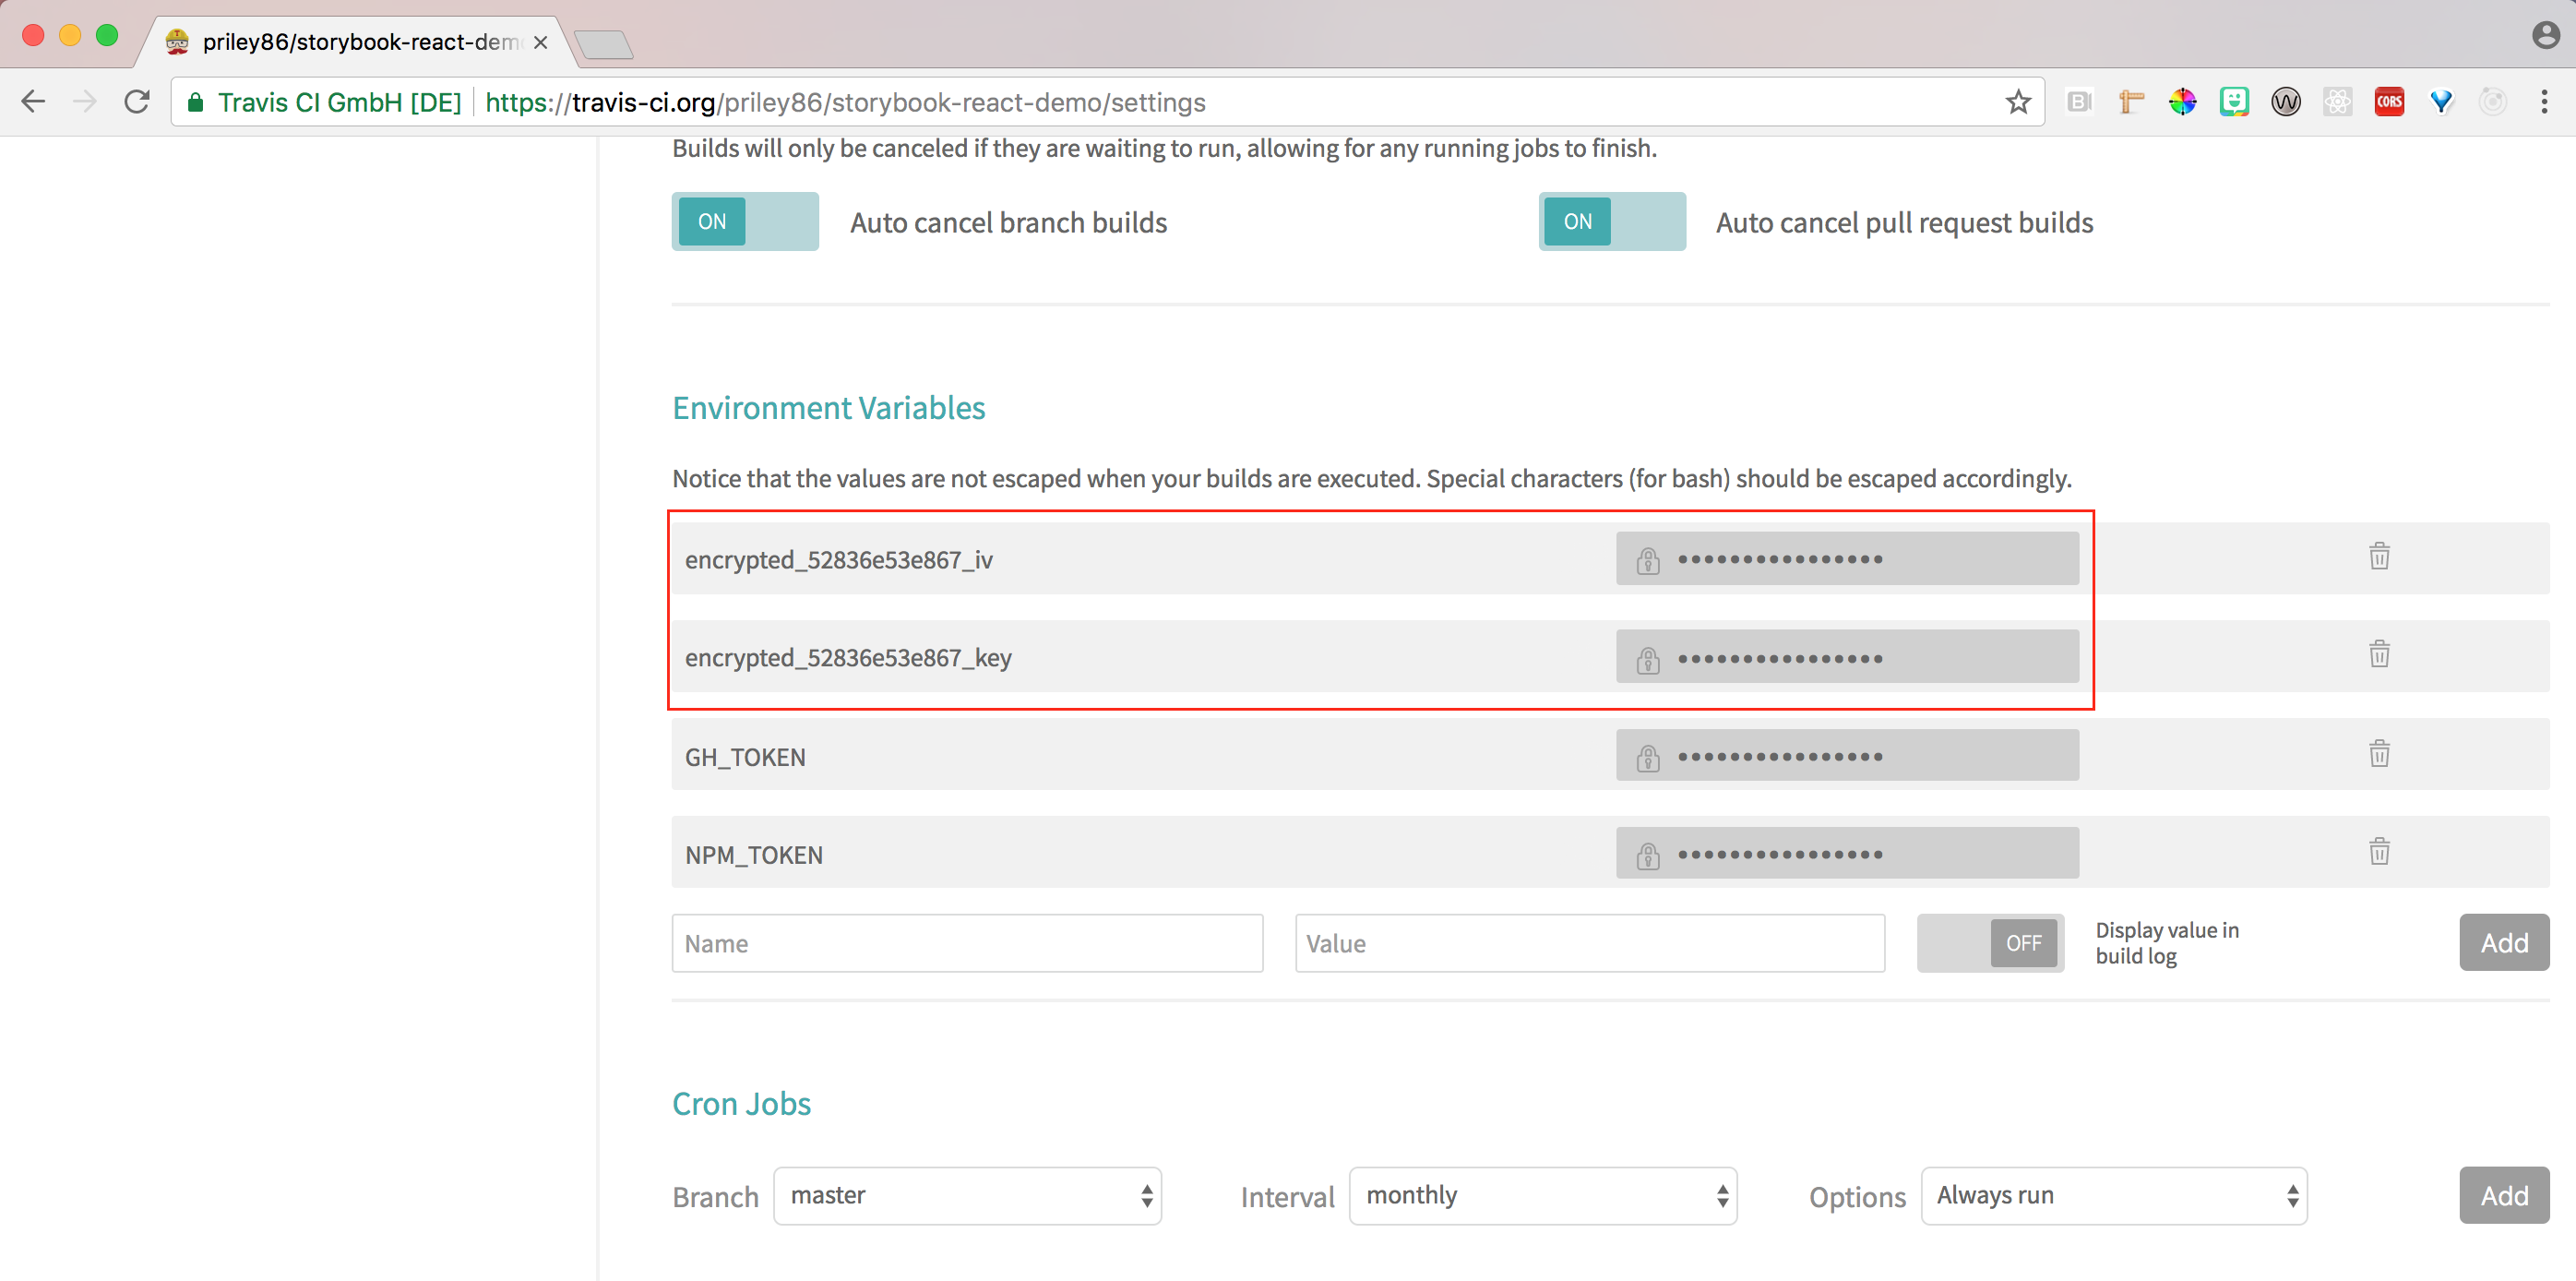 priley86/storybook-react-dem
Travis CI GmbH [DE] https://travis-ci.org/priley86/storybook-react-demo/settings
CORS
Builds will only be canceled if they are waiting to run, allowing for any running jobs to finish.
ON Auto cancel branch builds ON Auto cancel pull request builds
Environment Variables
Notice that the values are not escaped when your builds are executed. Special characters (for bash) should be escaped accordingly.
encrypted_52836e53e867_iv ••••••••••••••••
encrypted_52836e53e867_key ••••••••••••••••
GH_TOKEN ••••••••••••••••
NPM_TOKEN ••••••••••••••••
Name Value OFF Display value in
build log
Add
Cron Jobs
Branch master Interval monthly Options Always run Add